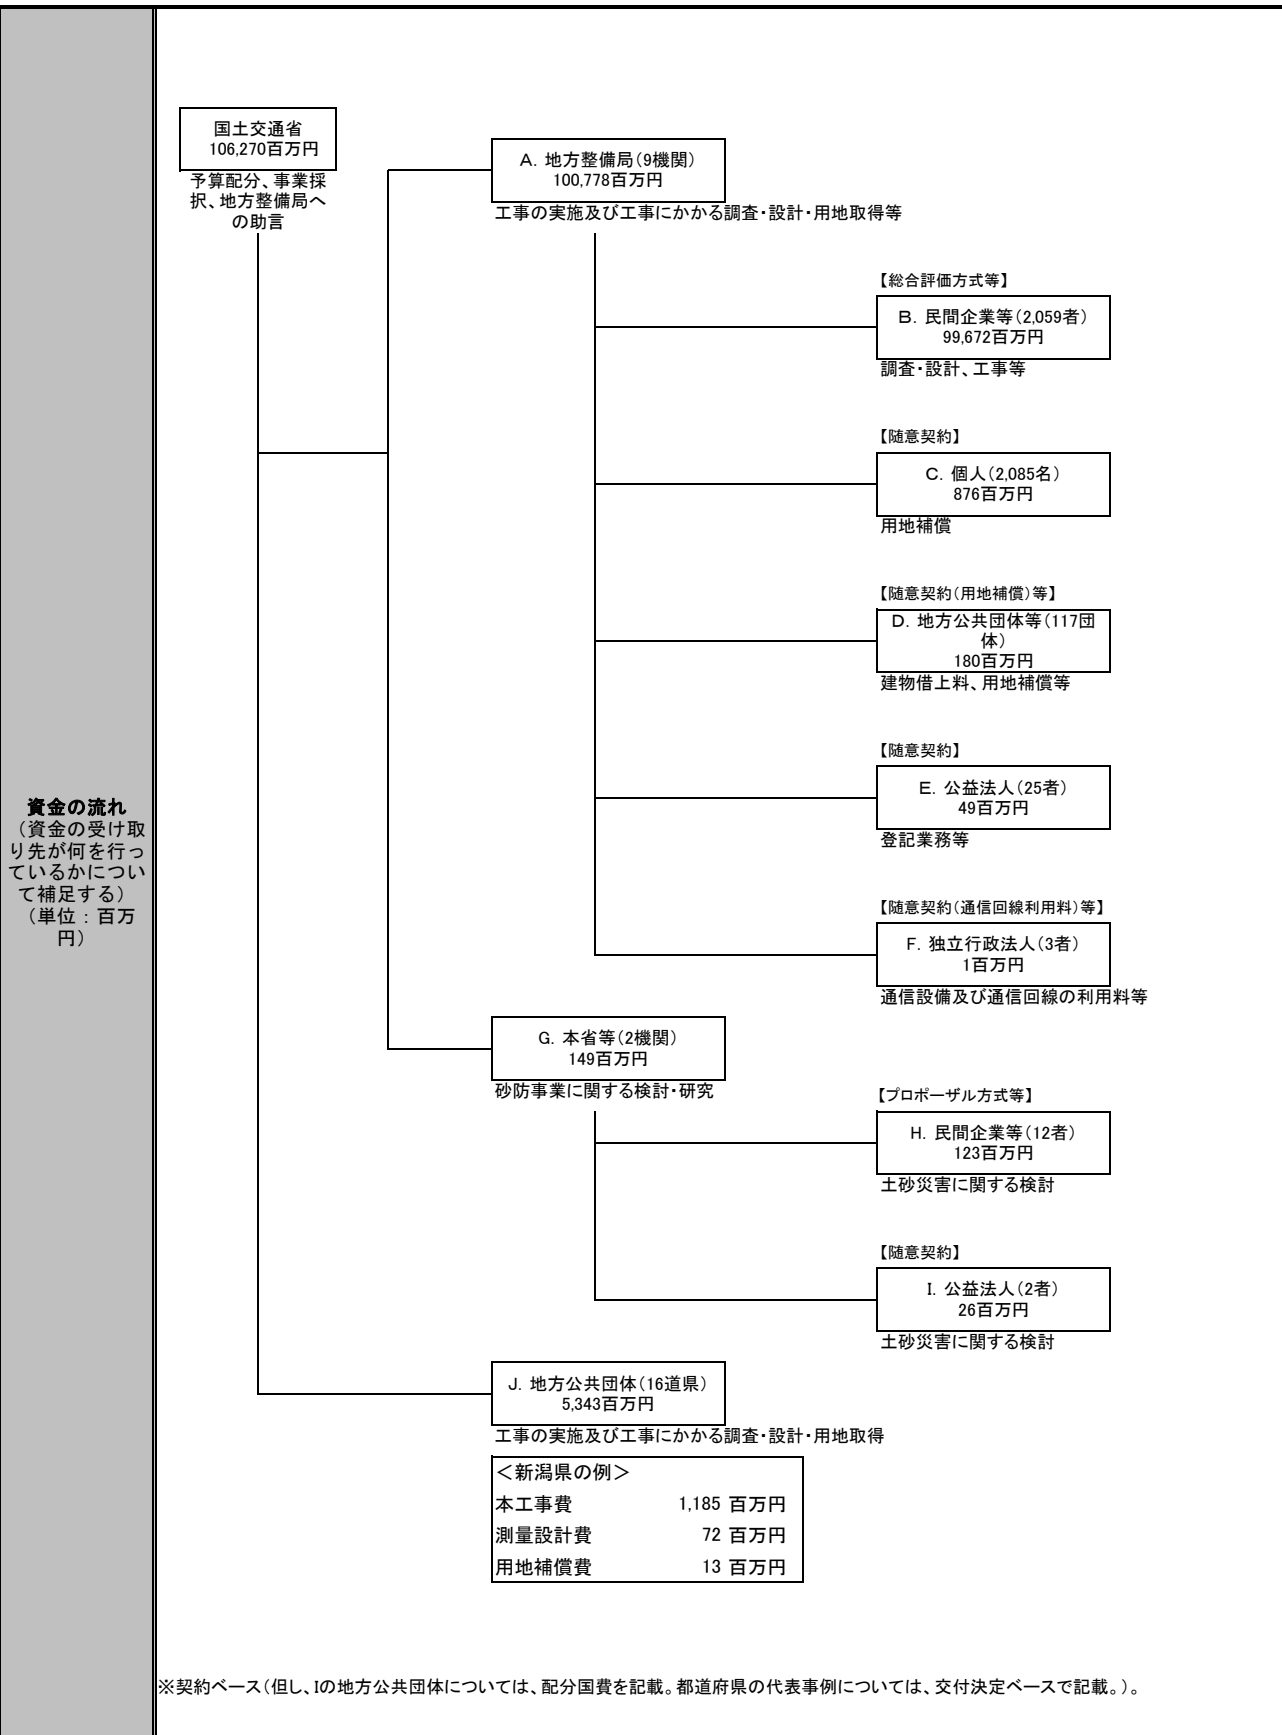 資金の流れ
（資金の受け取
り先が何を行っ
ているかについ
て補足する）
（単位：百万
円）
国土交通省
106,270百万円
予算配分、事業採
択、地方整備局へ
の助言
A. 地方整備局（9機関）
100,778百万円
工事の実施及び工事にかかる調査・設計・用地取得等
【総合評価方式等】
B. 民間企業等（2,059者）
99,672百万円
調査・設計、工事等
【随意契約】
C. 個人（2,085名）
876百万円
用地補償
【随意契約（用地補償）等】
D. 地方公共団体等（117団
体）
180百万円
建物借上料、用地補償等
【随意契約】
E. 公益法人（25者）
49百万円
登記業務等
【随意契約（通信回線利用料）等】
F. 独立行政法人（3者）
1百万円
通信設備及び通信回線の利用料等
G. 本省等（2機関）
149百万円
砂防事業に関する検討・研究
【プロポーザル方式等】
H. 民間企業等（12者）
123百万円
土砂災害に関する検討
【随意契約】
I. 公益法人（2者）
26百万円
土砂災害に関する検討
J. 地方公共団体（16道県）
5,343百万円
工事の実施及び工事にかかる調査・設計・用地取得
＜新潟県の例＞
本工事費 1,185 百万円
測量設計費 72 百万円
用地補償費 13 百万円
※契約ベース（但し、Iの地方公共団体については、配分国費を記載。都道府県の代表事例については、交付決定ベースで記載。）。